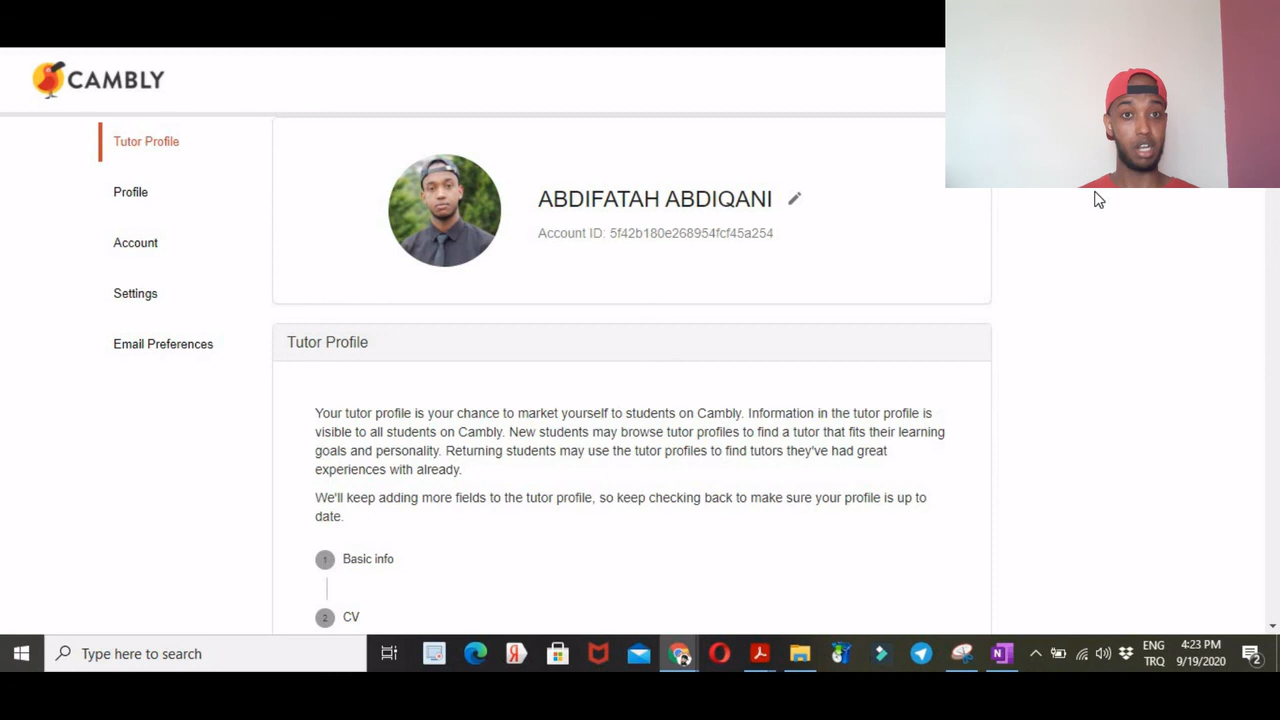 CAMBLY
Tutor Profile
Profile
Account
Settings
Email Preferences
ABDIFATAH ABDIQANI
Account ID: 5f42b180e268954fcf45a254
Tutor Profile
Your tutor profile is your chance to market yourself to students on Cambly. Information in the tutor profile is
visible to all students on Cambly. New students may browse tutor profiles to find a tutor that fits their learning
goals and personality. Returning students may use the tutor profiles to find tutors they've had great
experiences with already.
We'll keep adding more fields to the tutor profile, so keep checking back to make sure your profile is up to
date.
1 Basic info
2 CV
Type here to search
ENG
TRQ
4:23 PM
9/19/2020
2